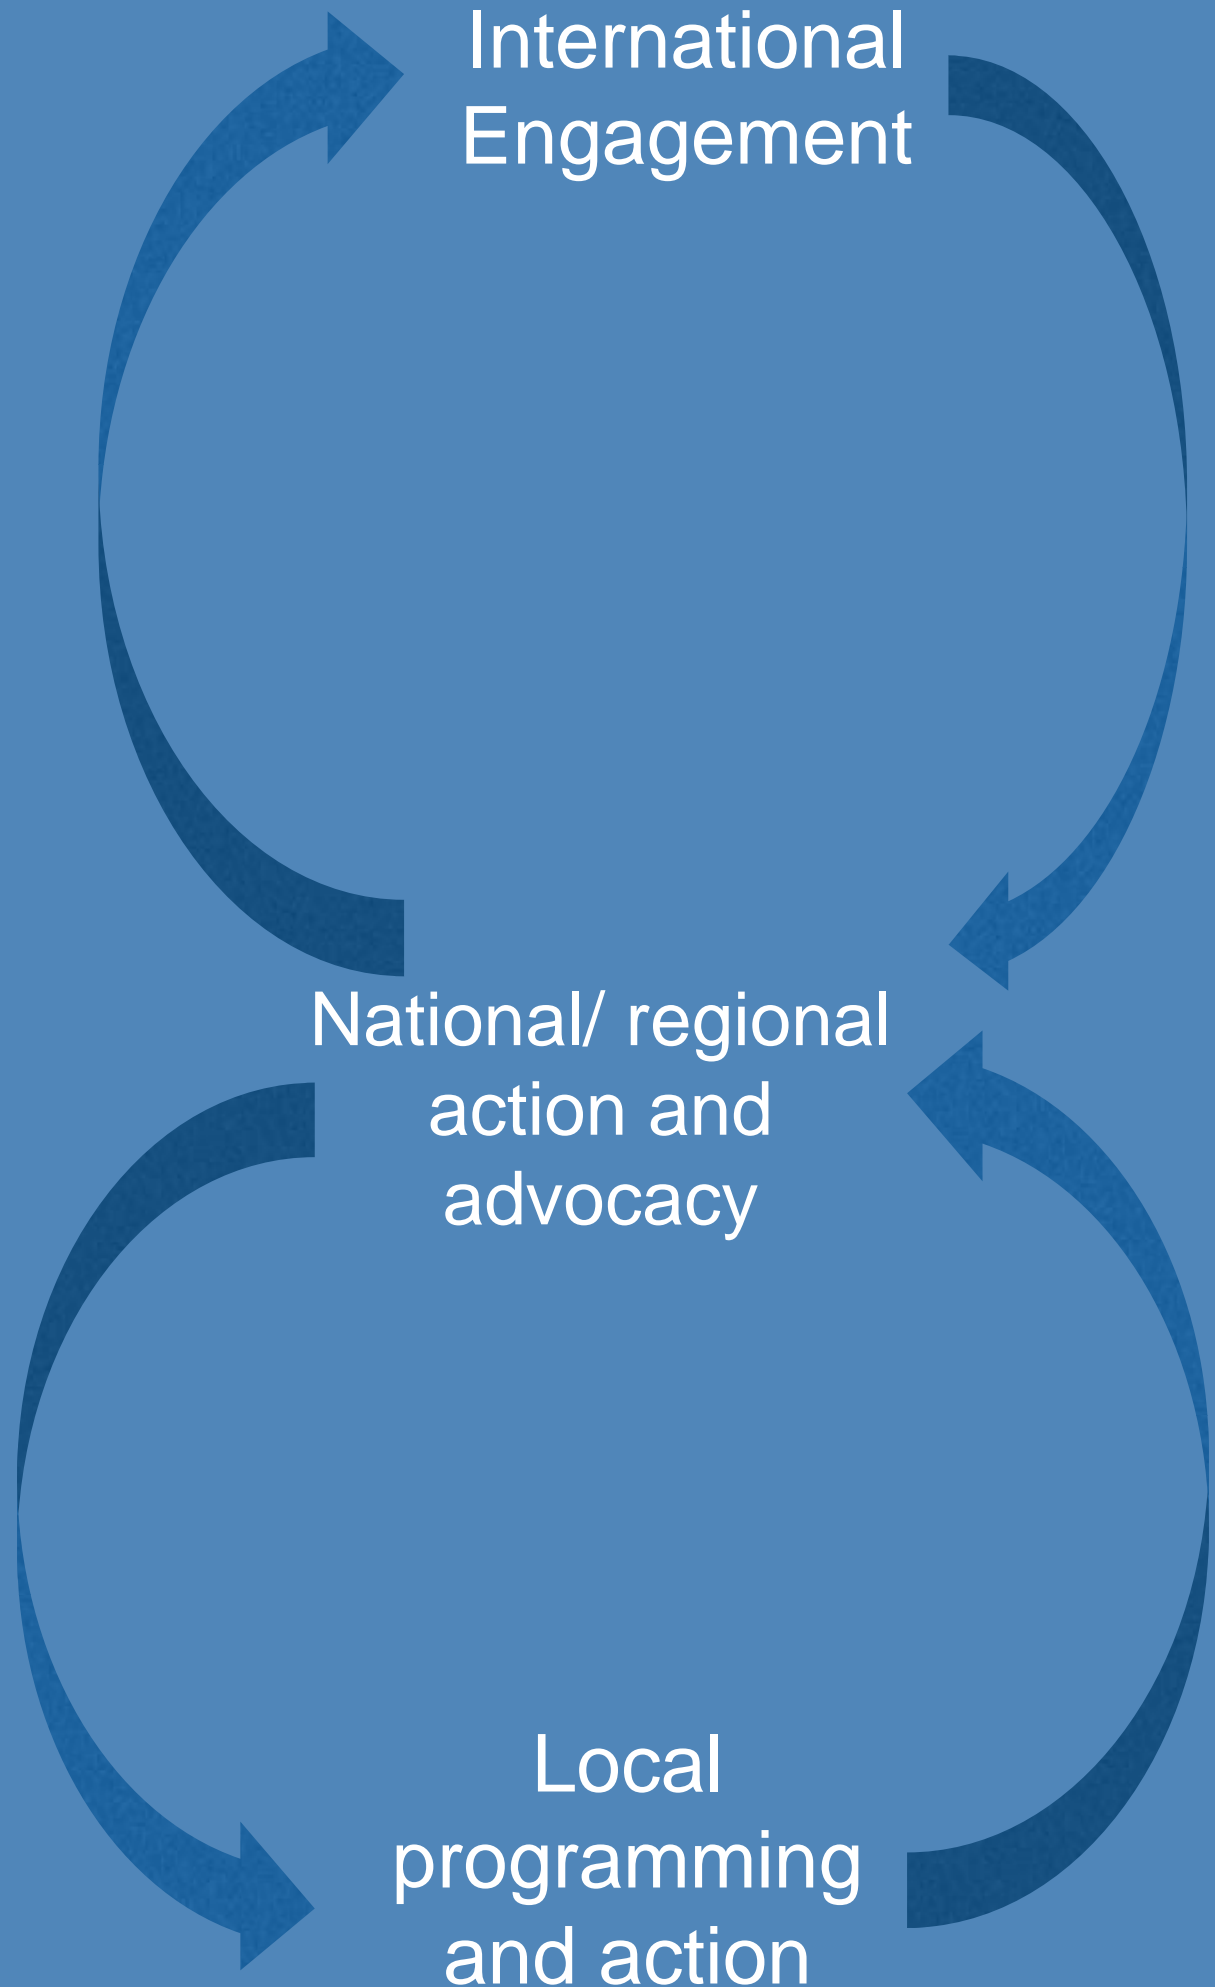 International
Engagement
National/ regional
action and
advocacy
Local
programming
and action